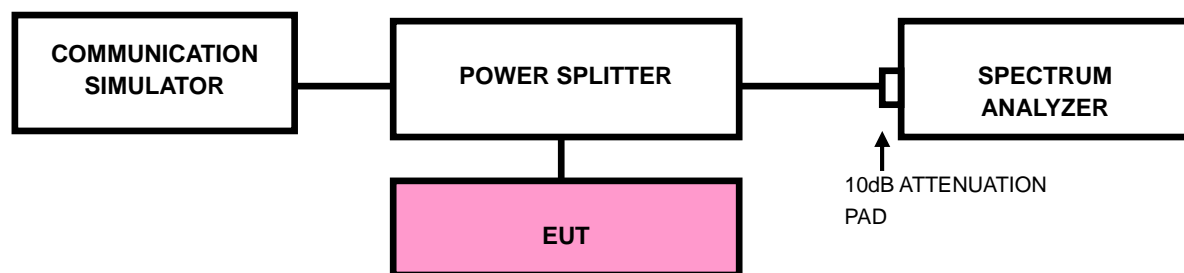 COMMUNICATION
SIMULATOR
POWER SPLITTER
SPECTRUM
ANALYZER
10dB ATTENUATION
PAD
EUT